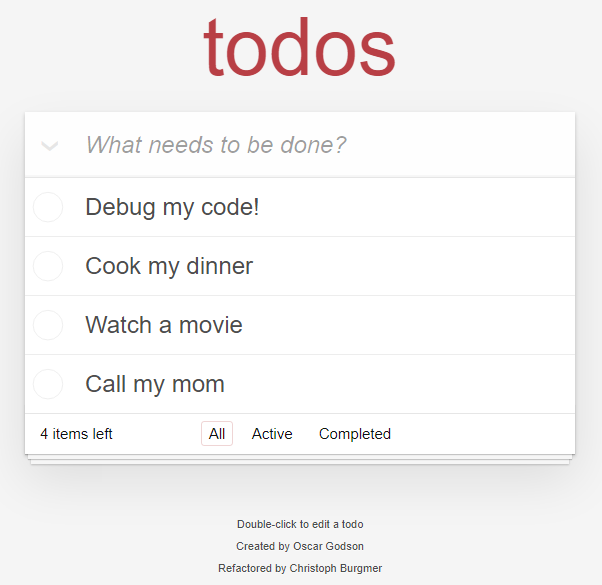 todos
What needs to be done?
Debug my code!
Cook my dinner
Watch a movie
Call my mom
4 items left All Active Completed
Double-click to edit a todo
Created by Oscar Godson
Refactored by Christoph Burgmer